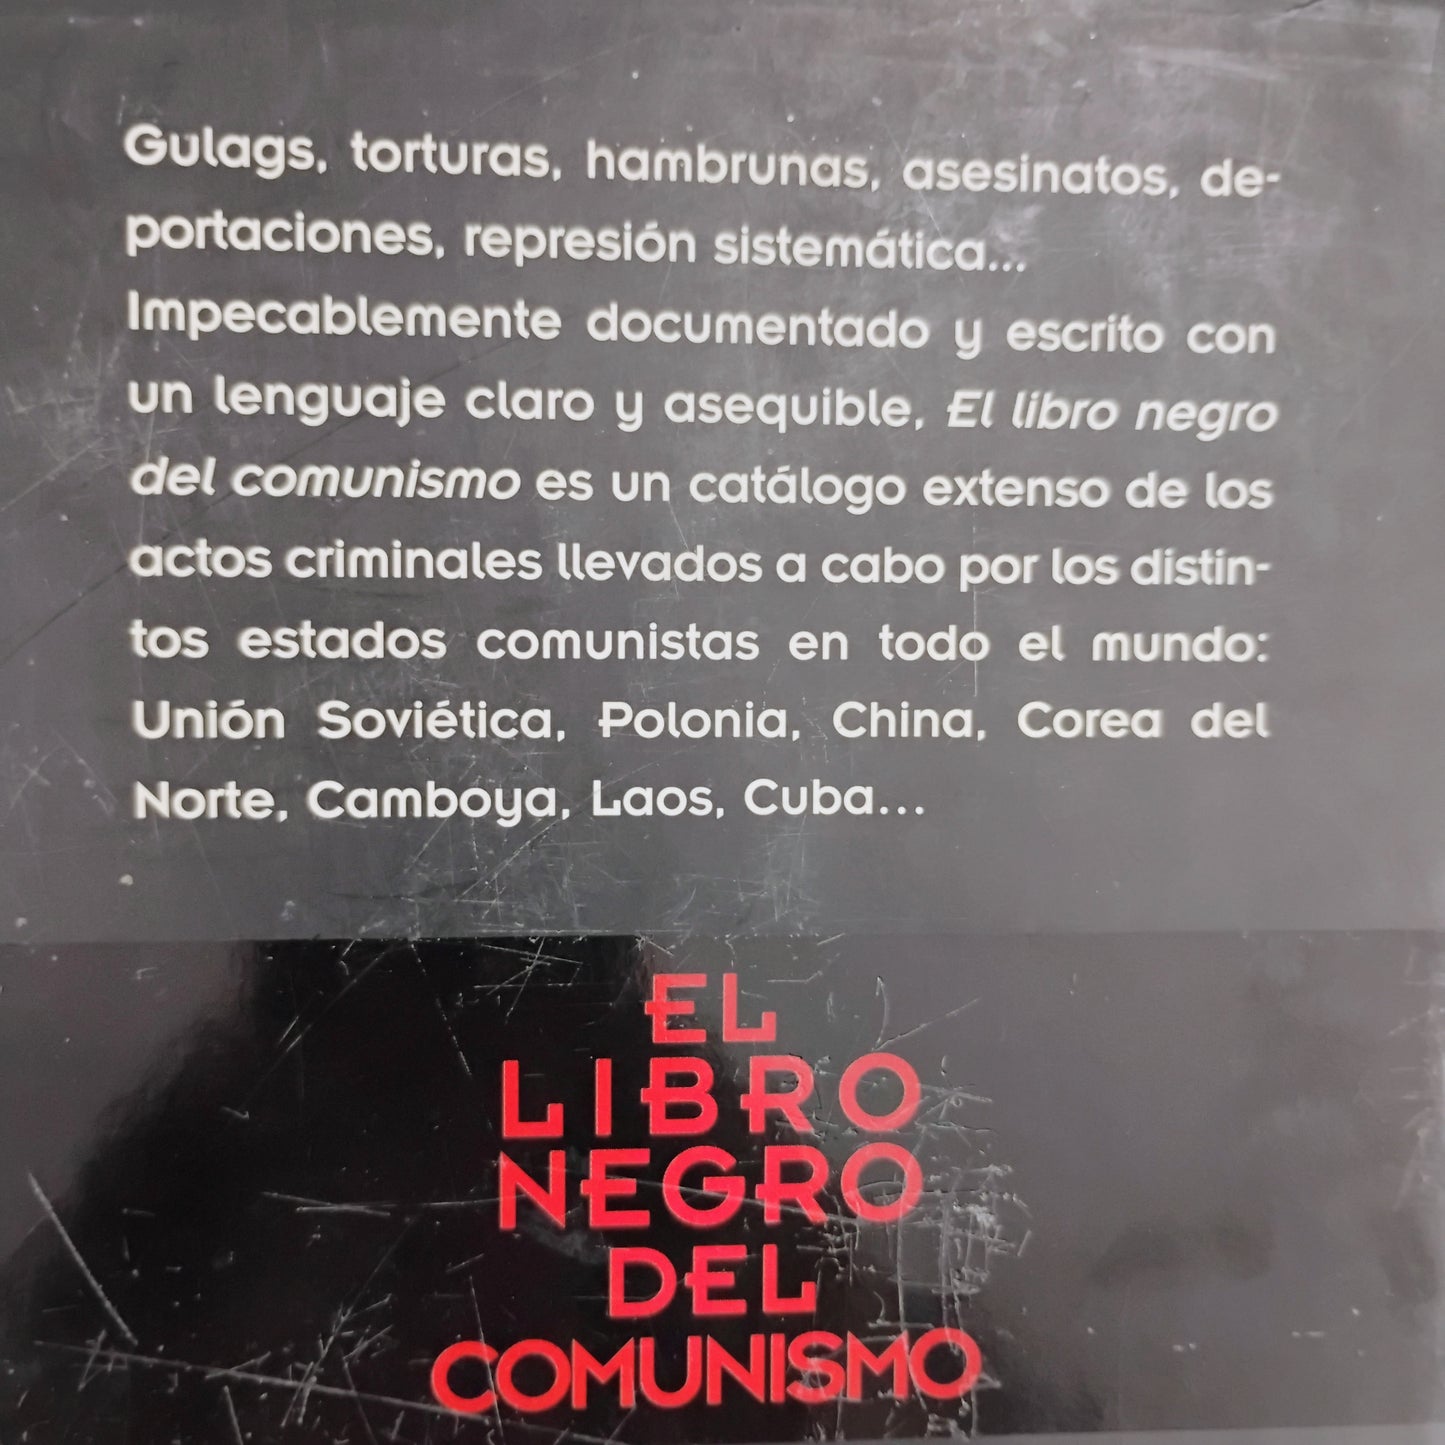 Gulags, torturas, hambrunas, asesinatos, de-
portaciones, represión sistemática...
Impecablemente documentado y escrito con
un lenguaje claro y asequible, El libro negro
del comunismo es un catálogo extenso de los
actos criminales llevados a cabo por los distin-
tos estados comunistas en todo el mundo:
Unión Soviética, Polonia, China, Corea del
Norte, Camboya, Laos, Cuba...
EL
LIBRO
NEGRO
DEL
COMUNISMO